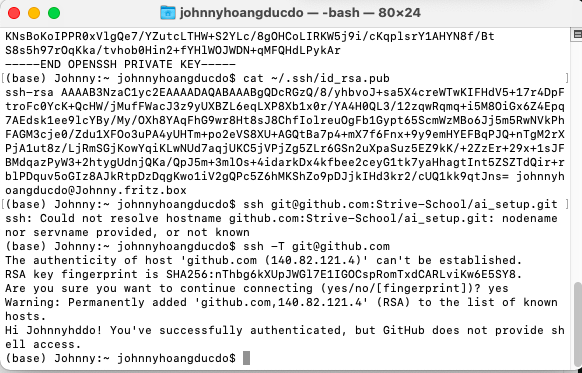 johnnyhoangducdo — -bash — 80×24
KNsBoKoIPPR0xVlgQe7/YZutcLTHW+S2YLc/8gOHCoLIRKW5j9i/cKqplsrY1AHYN8f/Bt
S8s5h97rOqKka/tvhob0Hin2+fYHlWOJWDN+qMFQHdLPykAr
-----END OPENSSH PRIVATE KEY-----
(base) Johnny:~ johnnyhoangducdo$ cat ~/.ssh/id_rsa.pub
ssh-rsa AAAAB3NzaC1yc2EAAAADAQABAAABgQDcRGzQ/8/yhbvoJ+sa5X4creWTwKIFHdV5+17r4DpF
troFc0YcK+QcHW/jMufFWacJ3z9yUXBZL6eqLXP8Xb1x0r/YA4H0QL3/12zqwRqmq+i5M8OiGx6Z4Epq
7AEdsk1ee9lcYBy/My/OXh8YAqFhG9wr8Ht8sJ8ChfIolreuOgFb1Gypt65ScmWzMBo6Jj5m5RwNVkPh
FAGM3cje0/Zdu1XFOo3uPA4yUHTm+po2eVS8XU+AGQtBa7p4+mX7f6Fnx+9y9emHYEFBqPJQ+nTgM2rX
PjA1ut8z/LjRmSGjKowYqiKLwNUd7aqjUKC5jVPjZg5ZLr6GSn2uXpaSuz5EZ9kK/+2ZzEr+29x+1sJF
BMdqazPyW3+2htygUdnjQKa/QpJ5m+3mlOs+4idarkDx4kfbee2ceyG1tk7yaHhagtInt5ZSZTdQir+r
blPDquv5oGIz8AJkRtpDzDqgKwo1iV2gQPc5Z6hMKShZo9pDJjkIHd3kr2/cUQ1kk9qtJns= johnnyh
oangducdo@Johnny.fritz.box
(base) Johnny:~ johnnyhoangducdo$ ssh git@github.com:Strive-School/ai_setup.git
ssh: Could not resolve hostname github.com:Strive-School/ai_setup.git: nodename
nor servname provided, or not known
(base) Johnny:~ johnnyhoangducdo$ ssh -T git@github.com
The authenticity of host 'github.com (140.82.121.4)' can't be established.
RSA key fingerprint is SHA256:nThbg6kXUpJWGl7E1IGOCspRomTxdCARLviKw6E5SY8.
Are you sure you want to continue connecting (yes/no/[fingerprint])? yes
Warning: Permanently added 'github.com,140.82.121.4' (RSA) to the list of known
hosts.
Hi Johnnyhddo! You've successfully authenticated, but GitHub does not provide sh
ell access.
(base) Johnny:~ johnnyhoangducdo$